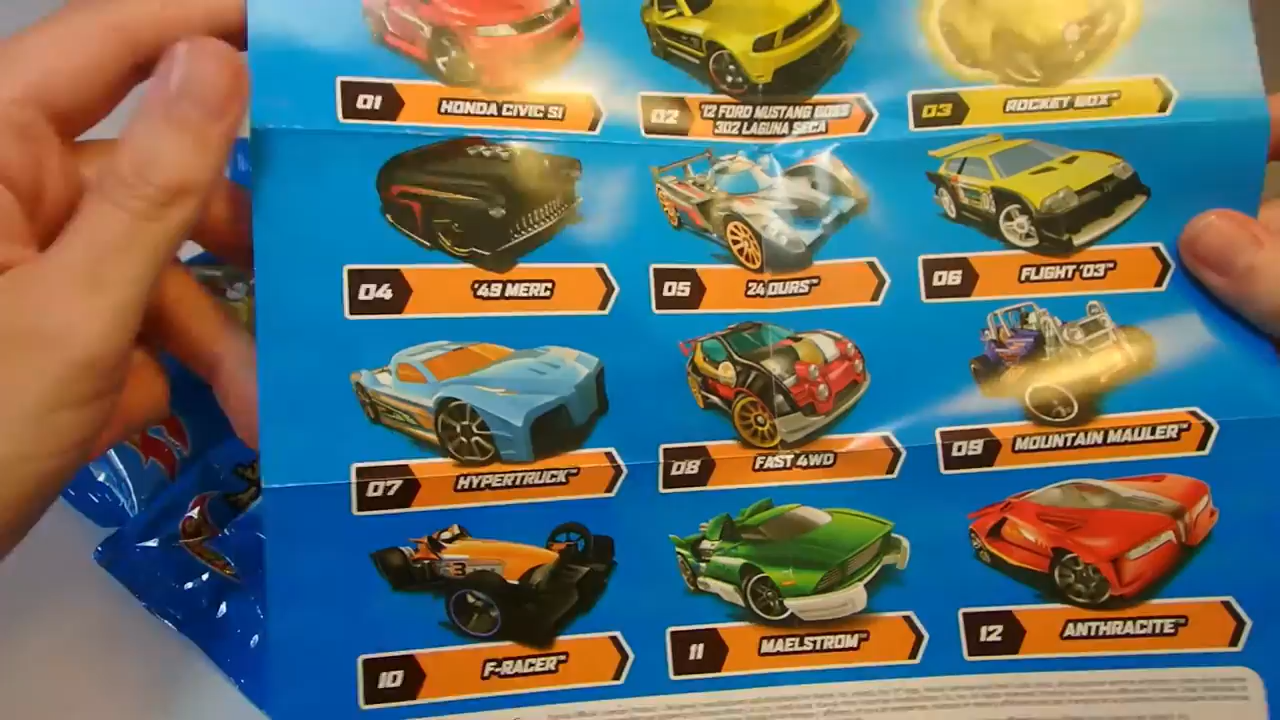 01 HONDA CIVIC SI
02 '12 FORD MUSTANG BOSS
302 LAGUNA SECA
03 ROCKET BOX™
04 '49 MERC
05 24 OURS™
06 FLIGHT '03™
07 HYPERTRUCK™
08 FAST 4WD
09 MOUNTAIN MAULER™
10 F-RACER™
11 MAELSTROM™
12 ANTHRACITE™
3